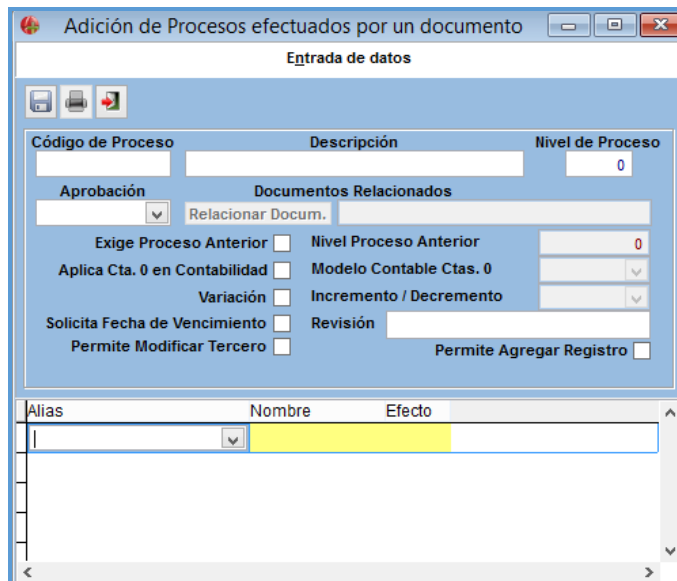 Adición de Procesos efectuados por un documento
Entrada de datos
Código de Proceso Descripción Nivel de Proceso
0
Aprobación Documentos Relacionados
Relacionar Docum.
Exige Proceso Anterior Nivel Proceso Anterior 0
Aplica Cta. 0 en Contabilidad Modelo Contable Ctas. 0
Variación Incremento / Decremento
Solicita Fecha de Vencimiento Revisión
Permite Modificar Tercero Permite Agregar Registro
Alias Nombre Efecto